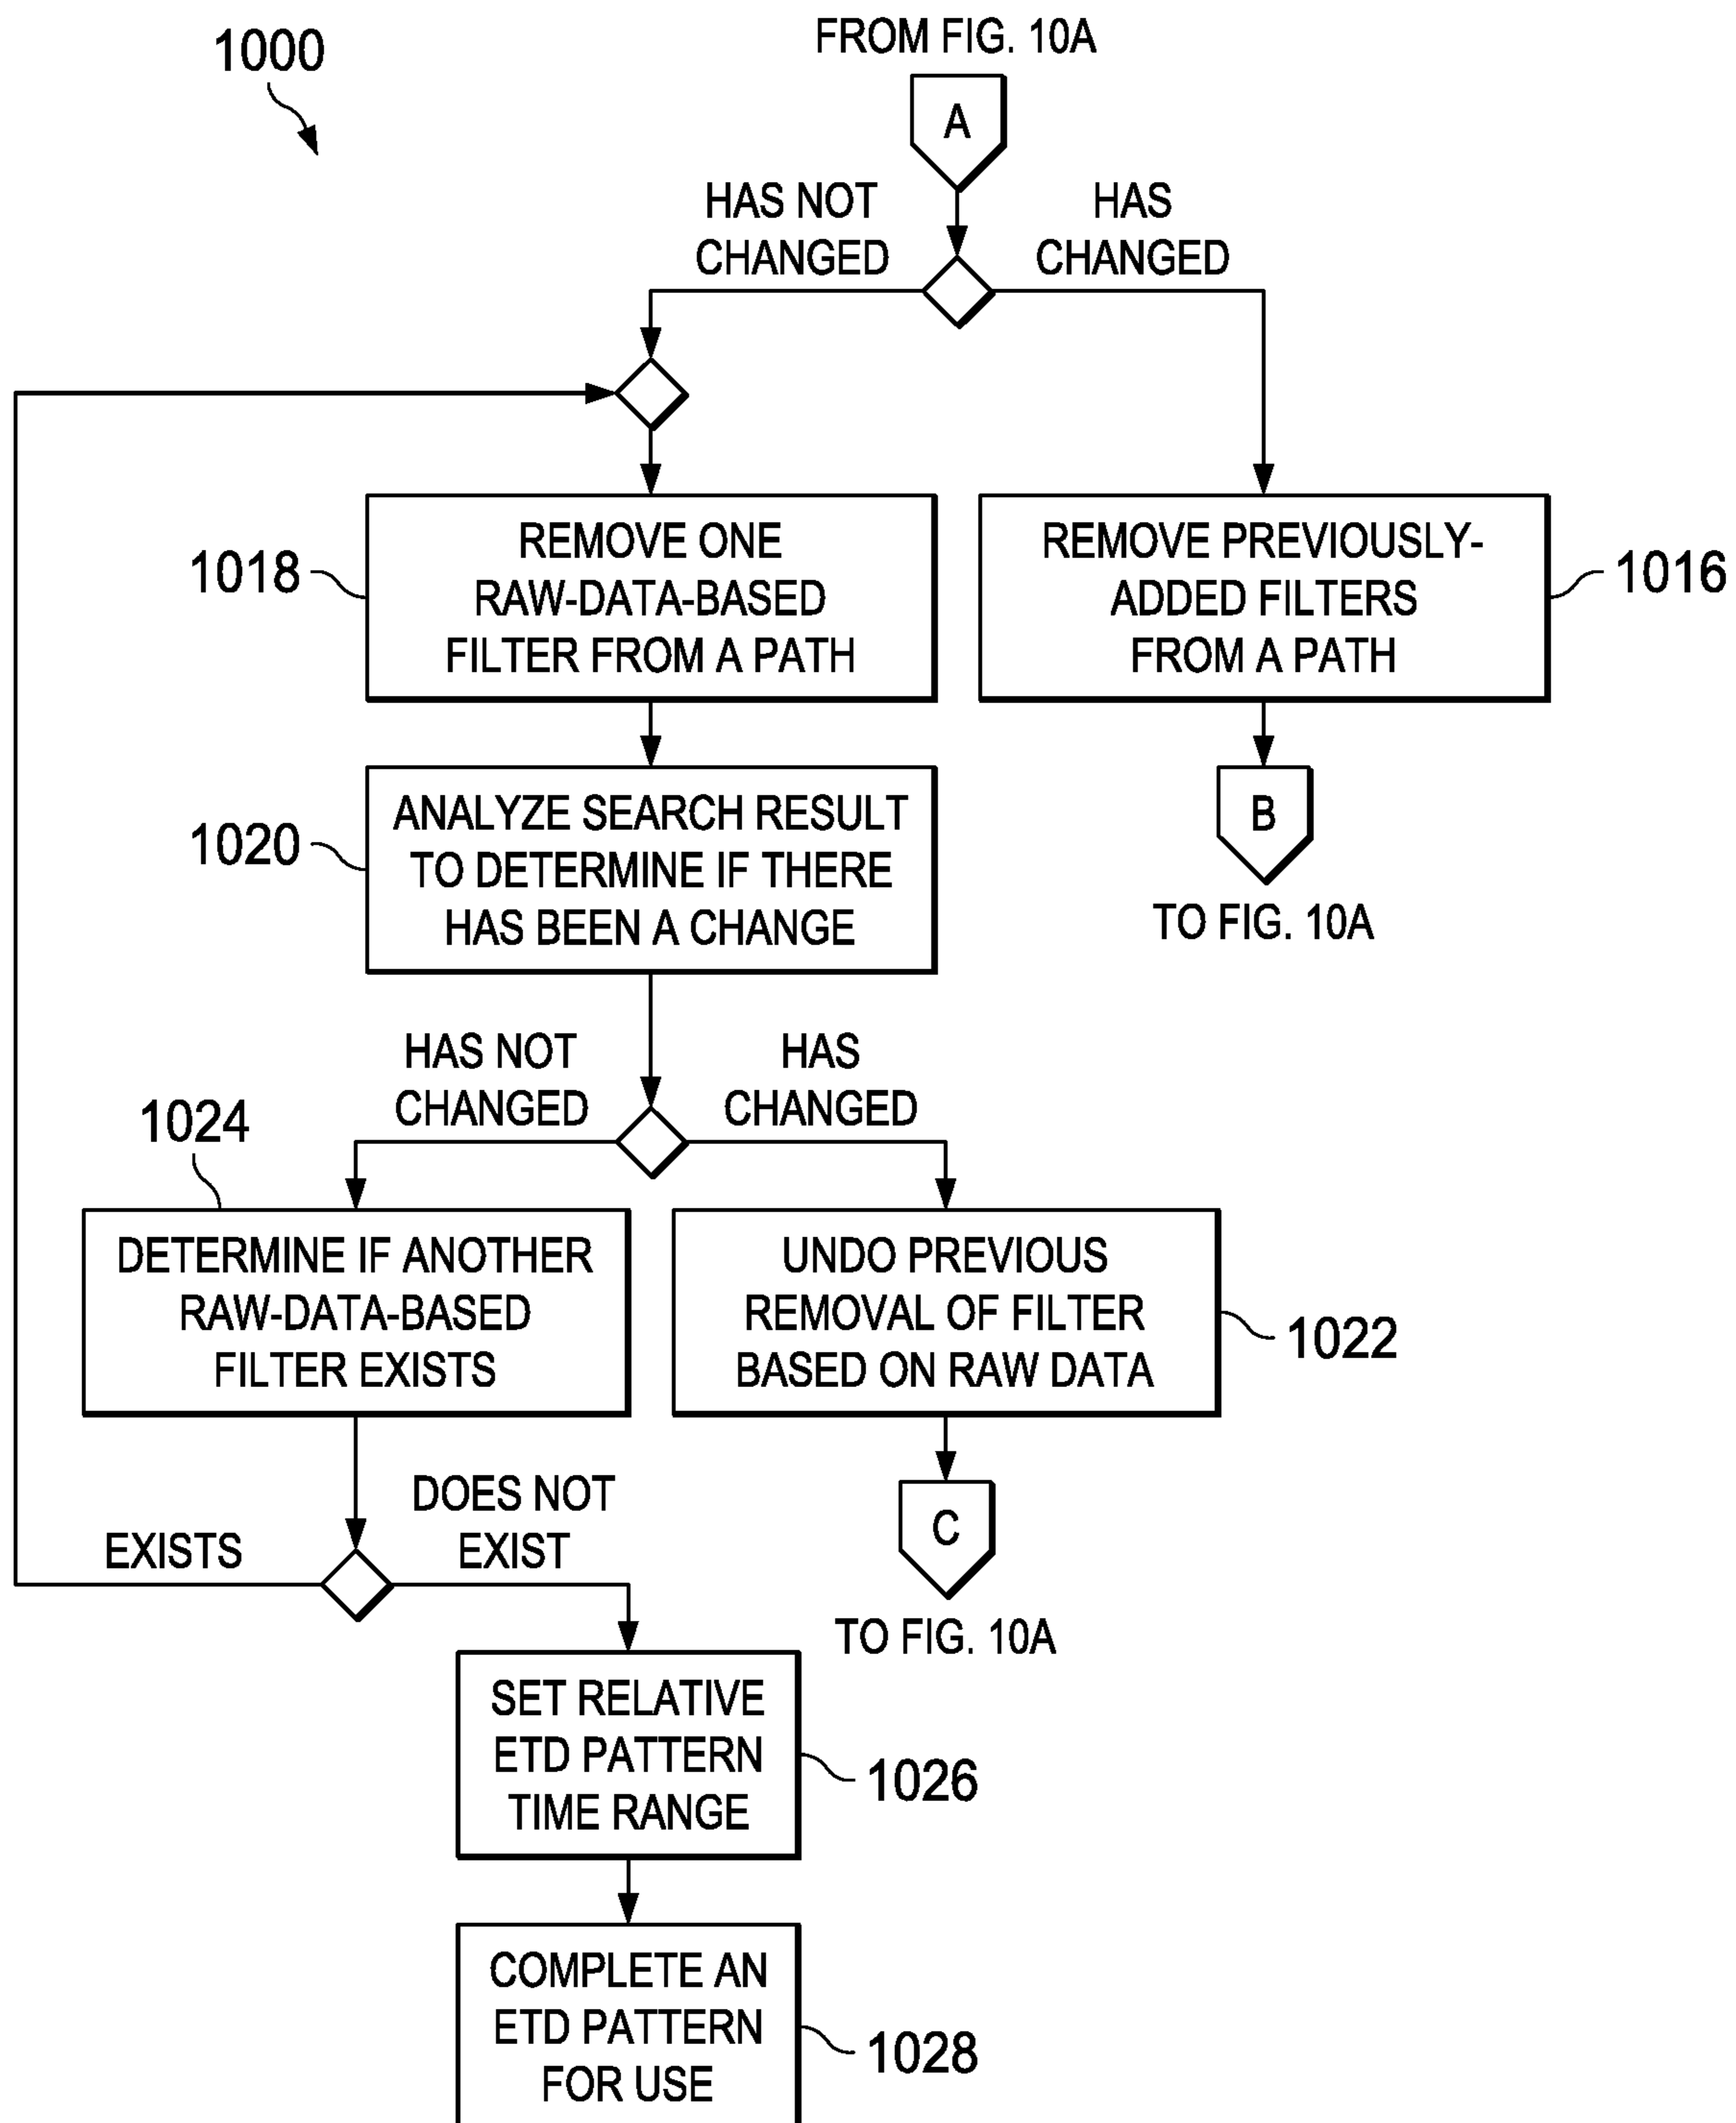 1000
FROM FIG. 10A
A
HAS NOT
CHANGED
HAS
CHANGED
1018
REMOVE ONE
RAW-DATA-BASED
FILTER FROM A PATH
REMOVE PREVIOUSLY-
ADDED FILTERS
FROM A PATH
1016
1020
ANALYZE SEARCH RESULT
TO DETERMINE IF THERE
HAS BEEN A CHANGE
B
TO FIG. 10A
HAS NOT
CHANGED
HAS
CHANGED
1024
DETERMINE IF ANOTHER
RAW-DATA-BASED
FILTER EXISTS
UNDO PREVIOUS
REMOVAL OF FILTER
BASED ON RAW DATA
1022
C
TO FIG. 10A
EXISTS
DOES NOT
EXIST
SET RELATIVE
ETD PATTERN
TIME RANGE
1026
COMPLETE AN
ETD PATTERN
FOR USE
1028